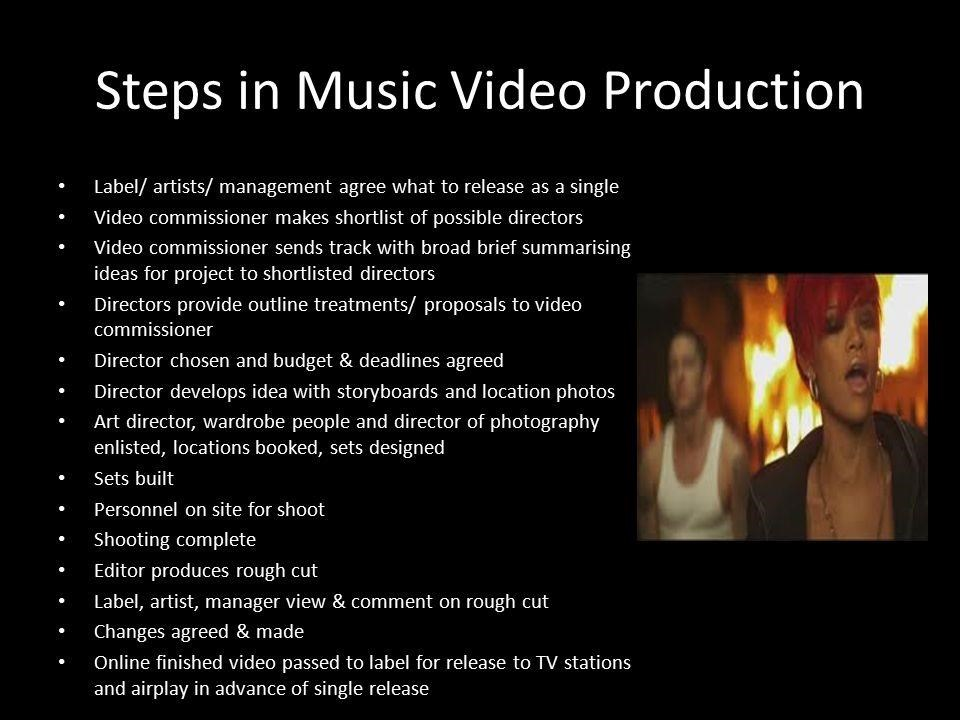 Steps in Music Video Production
• Label/ artists/ management agree what to release as a single
• Video commissioner makes shortlist of possible directors
• Video commissioner sends track with broad brief summarising
ideas for project to shortlisted directors
• Directors provide outline treatments/ proposals to video
commissioner
• Director chosen and budget & deadlines agreed
• Director develops idea with storyboards and location photos
• Art director, wardrobe people and director of photography
enlisted, locations booked, sets designed
• Sets built
• Personnel on site for shoot
• Shooting complete
• Editor produces rough cut
• Label, artist, manager view & comment on rough cut
• Changes agreed & made
• Online finished video passed to label for release to TV stations
and airplay in advance of single release